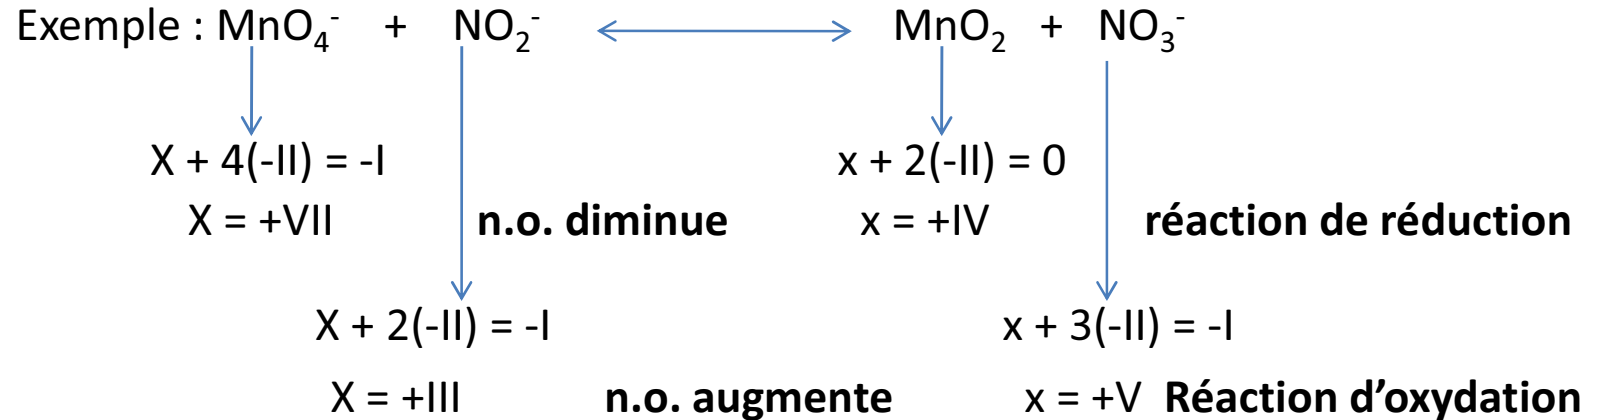 Exemple : MnO₄⁻ + NO₂⁻ ⟷ MnO₂ + NO₃⁻
X + 4(-II) = -I x + 2(-II) = 0
X = +VII n.o. diminue x = +IV réaction de réduction
X + 2(-II) = -I x + 3(-II) = -I
X = +III n.o. augmente x = +V Réaction d’oxydation